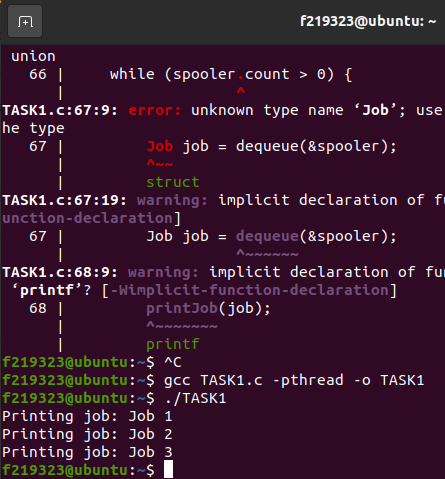 f219323@ubuntu: ~
union
66 | while (spooler.count > 0) {
| ^
TASK1.c:67:9: error: unknown type name ‘Job’; use
he type
67 | Job job = dequeue(&spooler);
| ^~~
| struct
TASK1.c:67:19: warning: implicit declaration of fu
unction-declaration]
67 | Job job = dequeue(&spooler);
| ^~~~~~~
TASK1.c:68:9: warning: implicit declaration of fun
‘printf’? [-Wimplicit-function-declaration]
68 | printJob(job);
| ^~~~~~~~
| printf
f219323@ubuntu:~$ ^C
f219323@ubuntu:~$ gcc TASK1.c -pthread -o TASK1
f219323@ubuntu:~$ ./TASK1
Printing job: Job 1
Printing job: Job 2
Printing job: Job 3
f219323@ubuntu:~$